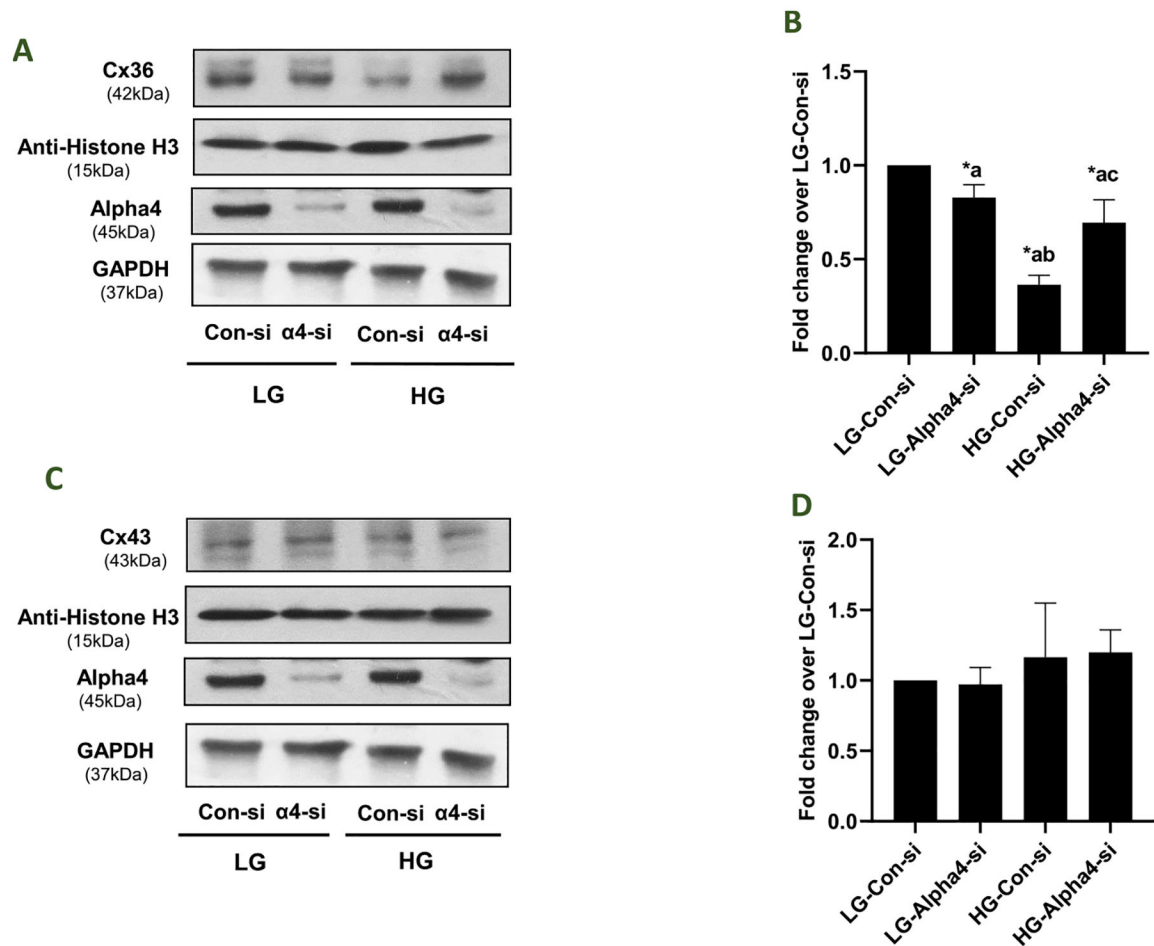 A
Cx36
(42kDa)
Anti-Histone H3
(15kDa)
Alpha4
(45kDa)
GAPDH
(37kDa)
Con-si α4-si Con-si α4-si
LG HG
B
Fold change over LG-Con-si
1.5
1.0
0.5
0.0
*a
*ab
*ac
LG-Con-si
LG-Alpha4-si
HG-Con-si
HG-Alpha4-si
C
Cx43
(43kDa)
Anti-Histone H3
(15kDa)
Alpha4
(45kDa)
GAPDH
(37kDa)
Con-si α4-si Con-si α4-si
LG HG
D
Fold change over LG-Con-si
2.0
1.5
1.0
0.5
0.0
LG-Con-si
LG-Alpha4-si
HG-Con-si
HG-Alpha4-si